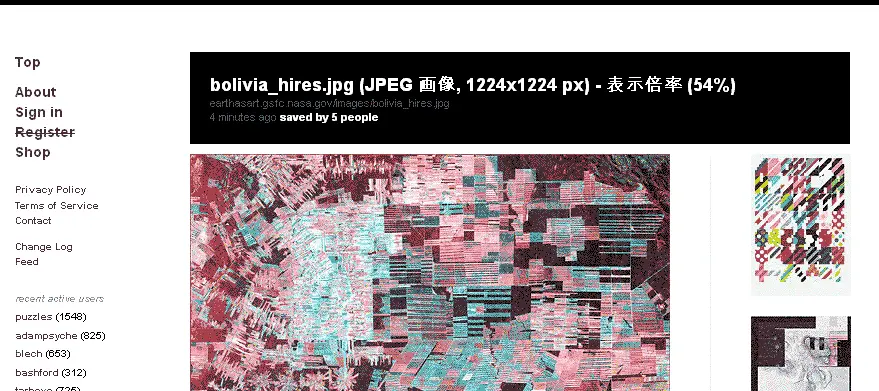 Top
About
Sign in
Register
Shop
Privacy Policy
Terms of Service
Contact
Change Log
Feed
recent active users
puzzles (1548)
adampsyche (825)
blech (653)
bashford (312)
bolivia_hires.jpg (JPEG 画像, 1224x1224 px) - 表示倍率 (54%)
earthasart.gsfc.nasa.gov/images/bolivia_hires.jpg
4 minutes ago saved by 5 people